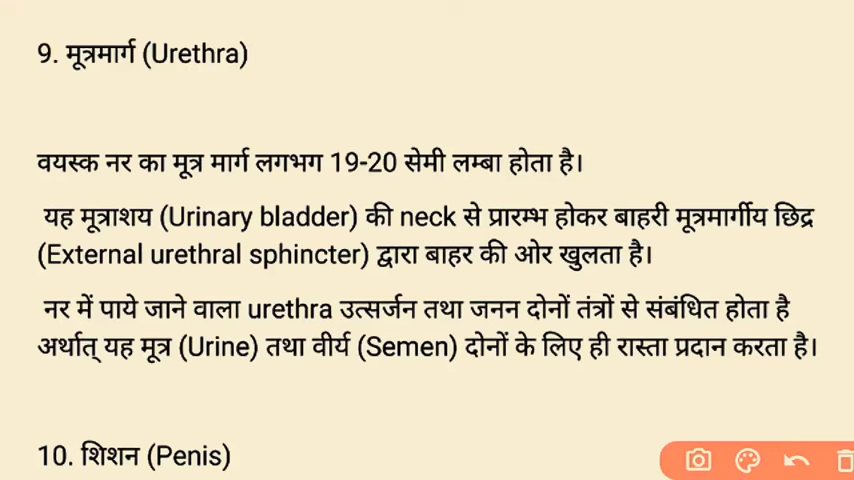 9. मूत्रमार्ग (Urethra)
वयस्क नर का मूत्र मार्ग लगभग 19-20 सेमी लम्बा होता है।
यह मूत्राशय (Urinary bladder) की neck से प्रारम्भ होकर बाहरी मूत्रमार्गीय छिद्र
(External urethral sphincter) द्वारा बाहर की ओर खुलता है।
नर में पाये जाने वाला urethra उत्सर्जन तथा जनन दोनों तंत्रों से संबंधित होता है
अर्थात् यह मूत्र (Urine) तथा वीर्य (Semen) दोनों के लिए ही रास्ता प्रदान करता है।
10. शिशन (Penis)